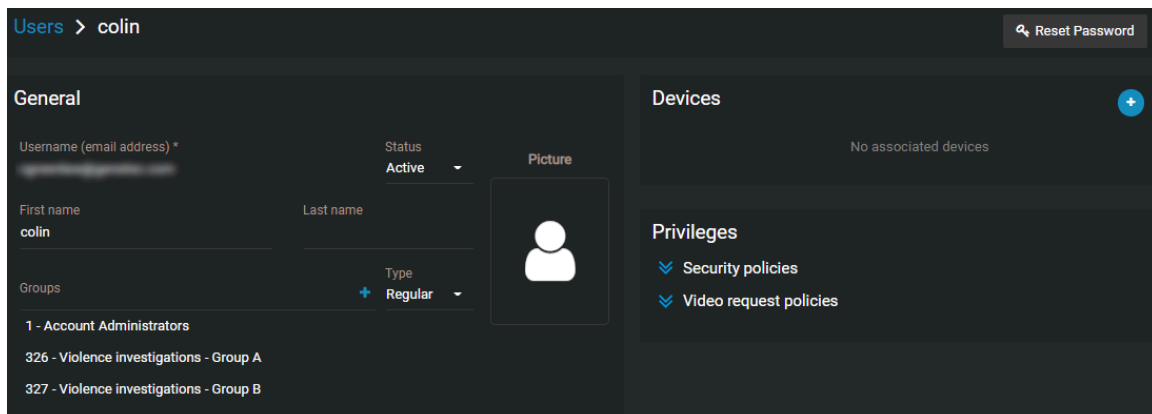 Users > colin
Reset Password
General
Username (email address) *
Status
Active
Picture
First name
colin
Last name
Groups
+
Type
Regular
1 - Account Administrators
326 - Violence investigations - Group A
327 - Violence investigations - Group B
Devices
+
No associated devices
Privileges
Security policies
Video request policies